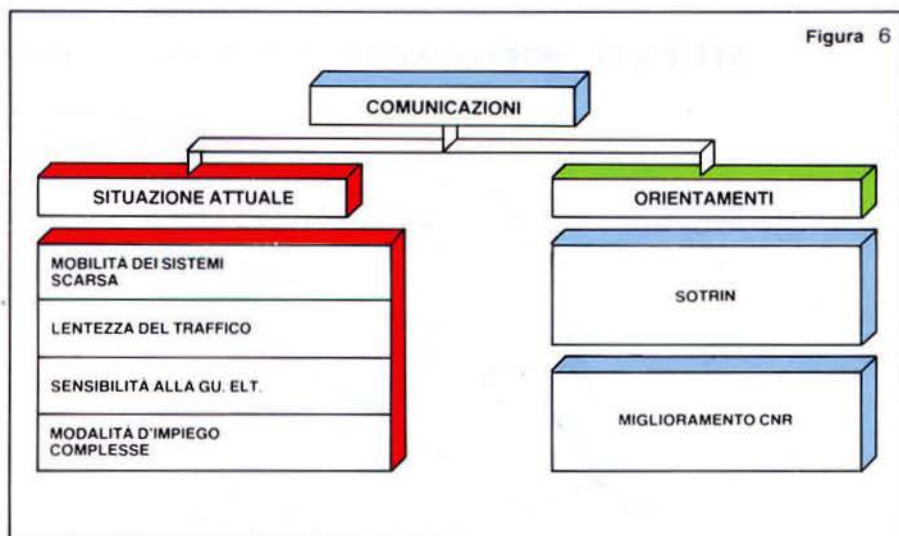 Figura 6
COMUNICAZIONI
SITUAZIONE ATTUALE
MOBILITÀ DEI SISTEMI
SCARSA
LENTEZZA DEL TRAFFICO
SENSIBILITÀ ALLA GU. ELT.
MODALITÀ D'IMPIEGO
COMPLESSE
ORIENTAMENTI
SOTRIN
MIGLIORAMENTO CNR